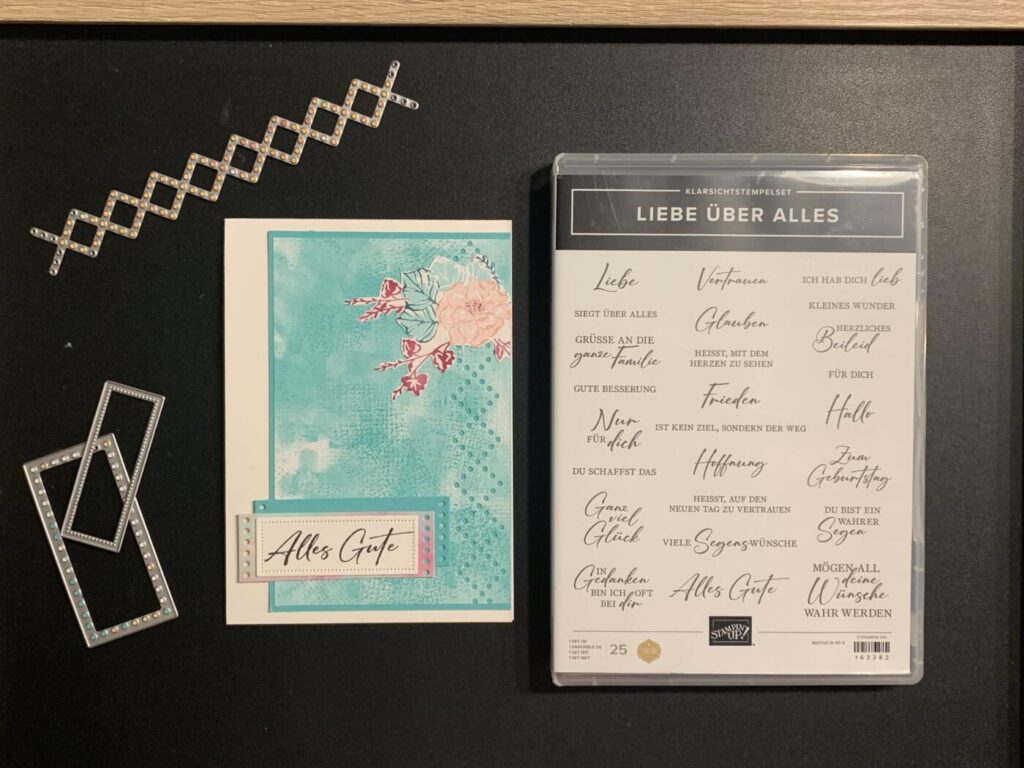 Alles Gute
KLARSICHTSTEMPELSET
LIEBE ÜBER ALLES
Liebe
SIEGT ÜBER ALLES
GRÜSSE AN DIE
ganze Familie
GUTE BESSERUNG
Nur
FÜR dich
DU SCHAFFST DAS
Ganz
viel
Glück
IN
Gedanken
BIN ICH OFT
BEI dir
Vertrauen
Glauben
HEISST, MIT DEM
HERZEN ZU SEHEN
Frieden
IST KEIN ZIEL, SONDERN DER WEG
Hoffnung
HEISST, AUF DEN
NEUEN TAG ZU VERTRAUEN
VIELE Segens-WÜNSCHE
Alles Gute
ICH HAB DICH lieb
KLEINES WUNDER
HERZLICHES
Beileid
FÜR DICH
Hallo
Zum
Geburtstag
DU BIST EIN
WAHRER
Segen
MÖGEN ALL
deine
Wünsche
WAHR WERDEN
25
STAMPIN' UP!
163382